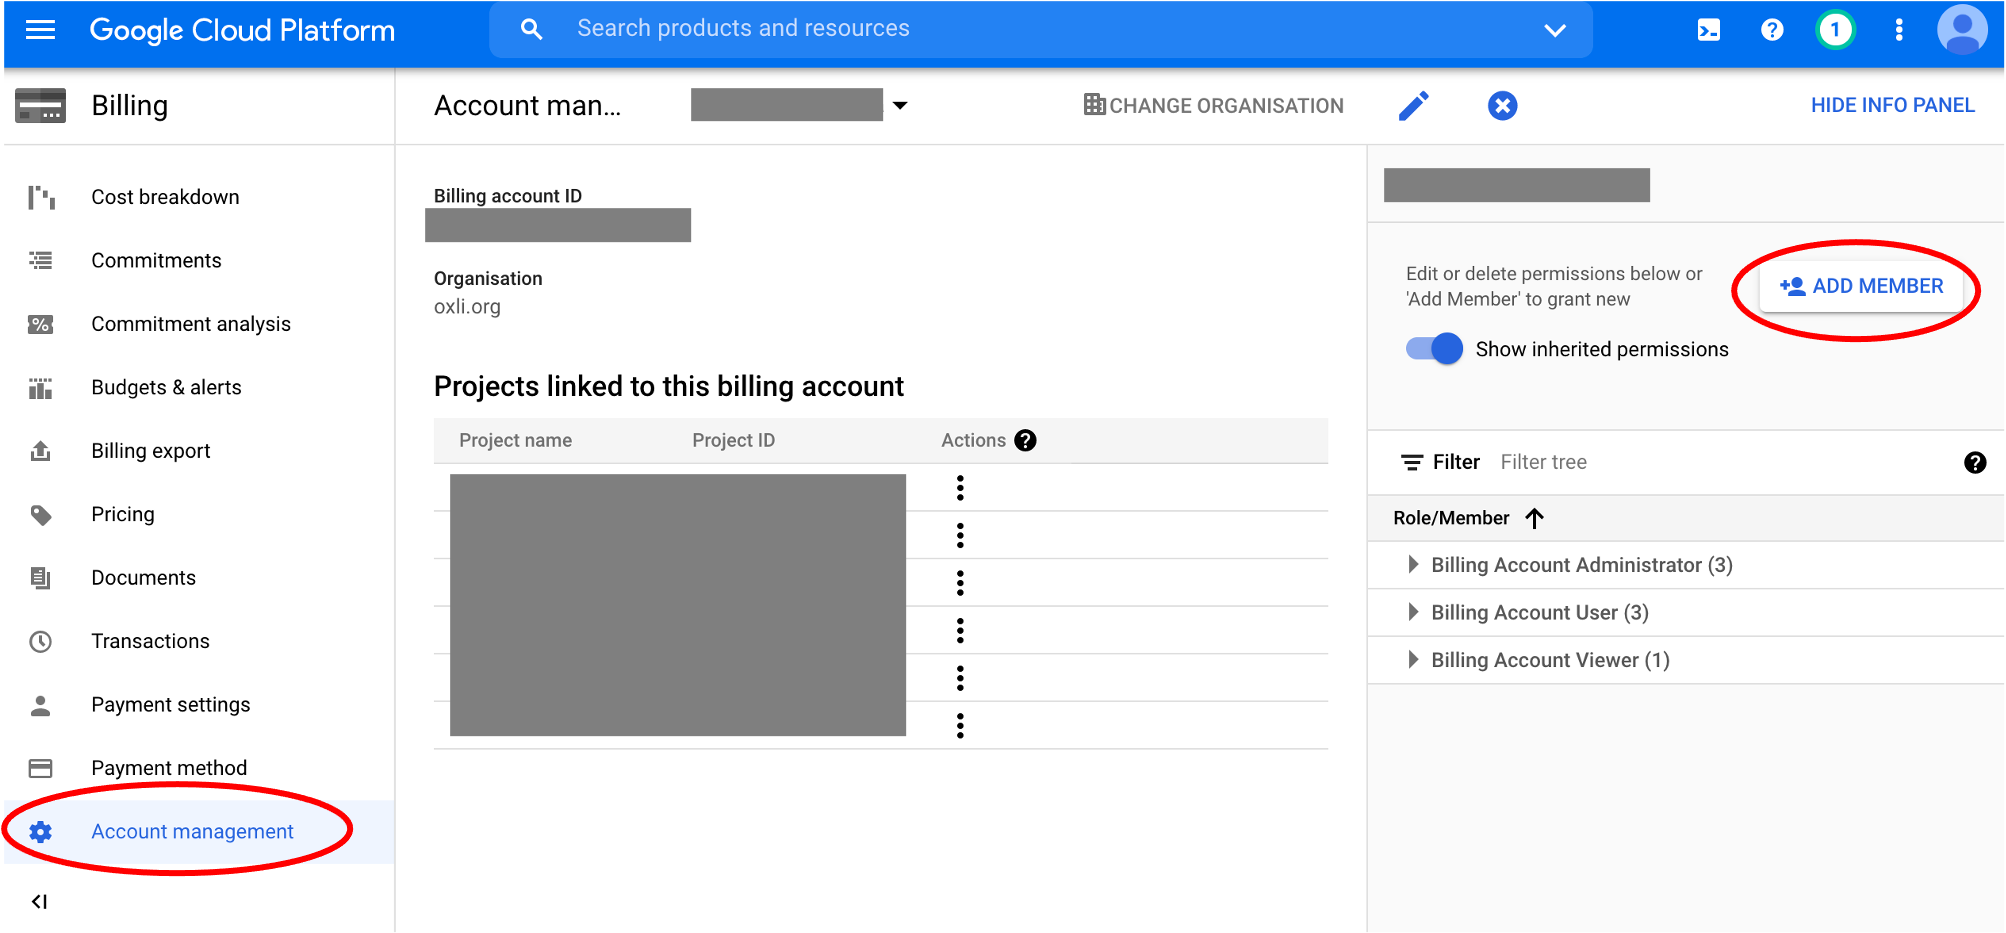 Google Cloud Platform
Search products and resources
1
Billing
Account man...
CHANGE ORGANISATION
HIDE INFO PANEL
Cost breakdown
Commitments
Commitment analysis
Budgets & alerts
Billing export
Pricing
Documents
Transactions
Payment settings
Payment method
Account management
Billing account ID
Organisation
oxli.org
Projects linked to this billing account
Project name Project ID Actions ?
Edit or delete permissions below or
'Add Member' to grant new
ADD MEMBER
Show inherited permissions
Filter Filter tree ?
Role/Member
Billing Account Administrator (3)
Billing Account User (3)
Billing Account Viewer (1)